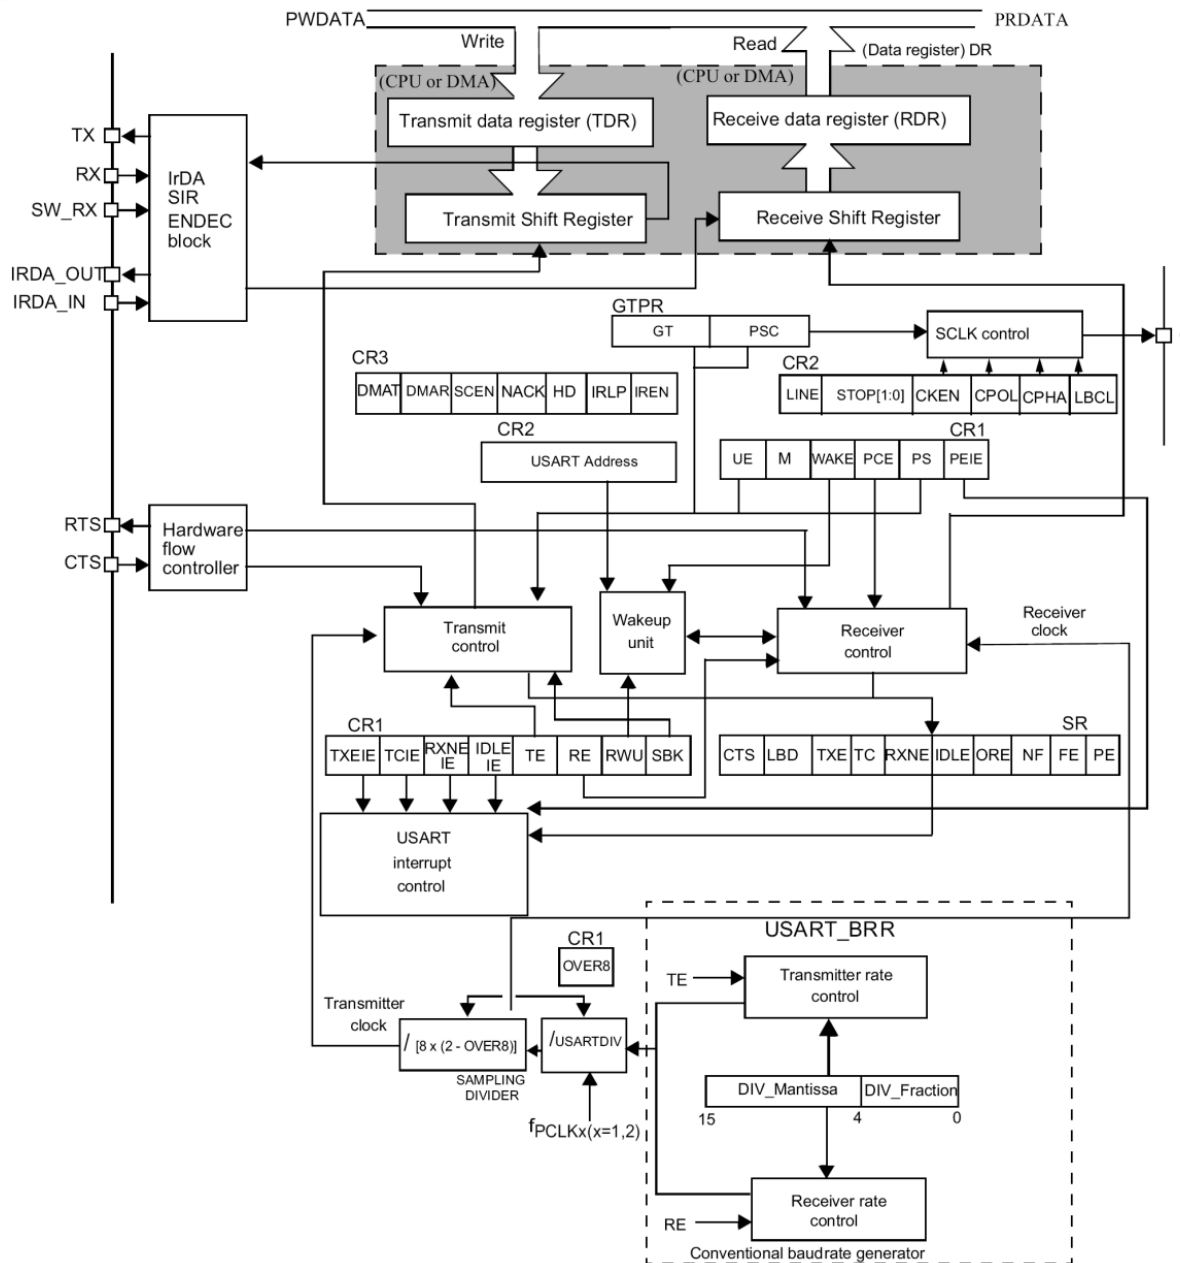 PWDATA
PRDATA
Write
Read
(Data register) DR
(CPU or DMA)
(CPU or DMA)
Transmit data register (TDR)
Receive data register (RDR)
TX
RX
SW_RX
IRDA_OUT
IRDA_IN
IrDA
SIR
ENDEC
block
Transmit Shift Register
Receive Shift Register
GTPR
GT
PSC
SCLK control
CR3
DMAT
DMAR
SCEN
NACK
HD
IRLP
IREN
CR2
LINE
STOP[1:0]
CKEN
CPOL
CPHA
LBCL
CR2
USART Address
CR1
UE
M
WAKE
PCE
PS
PEIE
RTS
CTS
Hardware
flow
controller
Transmit
control
Wakeup
unit
Receiver
control
Receiver
clock
CR1
TXEIE
TCIE
RXNE
IE
IDLE
IE
TE
RE
RWU
SBK
SR
CTS
LBD
TXE
TC
RXNE
IDLE
ORE
NF
FE
PE
USART
interrupt
control
USART_BRR
CR1
OVER8
TE
Transmitter rate
control
Transmitter
clock
/ [8 x (2 - OVER8)]
/USARTDIV
SAMPLING
DIVIDER
fPCLKx(x=1,2)
DIV_Mantissa
DIV_Fraction
15
4
0
RE
Receiver rate
control
Conventional baudrate generator